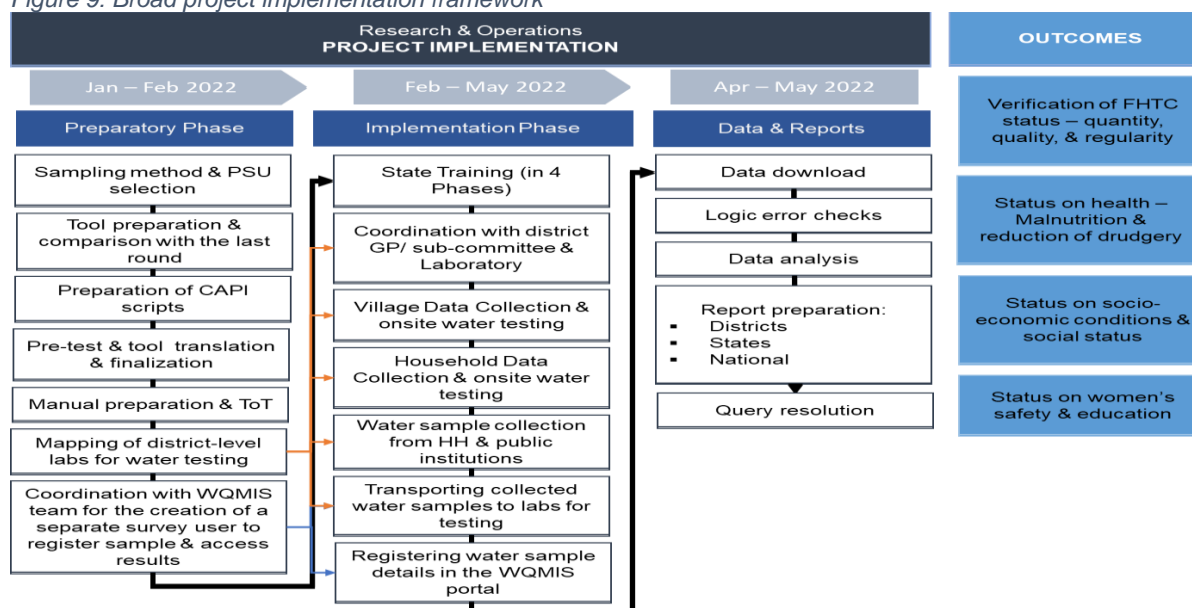 Figure 9: Broad project implementation framework
Research & Operations
PROJECT IMPLEMENTATION
Jan – Feb 2022
Preparatory Phase
Sampling method & PSU
selection
Tool preparation &
comparison with the last
round
Preparation of CAPI
scripts
Pre-test & tool translation
& finalization
Manual preparation & ToT
Mapping of district-level
labs for water testing
Coordination with WQMIS
team for the creation of a
separate survey user to
register sample & access
results
Feb – May 2022
Implementation Phase
State Training (in 4
Phases)
Coordination with district
GP/ sub-committee &
Laboratory
Village Data Collection &
onsite water testing
Household Data
Collection & onsite water
testing
Water sample collection
from HH & public
institutions
Transporting collected
water samples to labs for
testing
Registering water sample
details in the WQMIS
portal
Apr – May 2022
Data & Reports
Data download
Logic error checks
Data analysis
Report preparation:
▪ Districts
▪ States
▪ National
Query resolution
OUTCOMES
Verification of FHTC
status – quantity,
quality, & regularity
Status on health –
Malnutrition &
reduction of drudgery
Status on socio-
economic conditions &
social status
Status on women's
safety & education